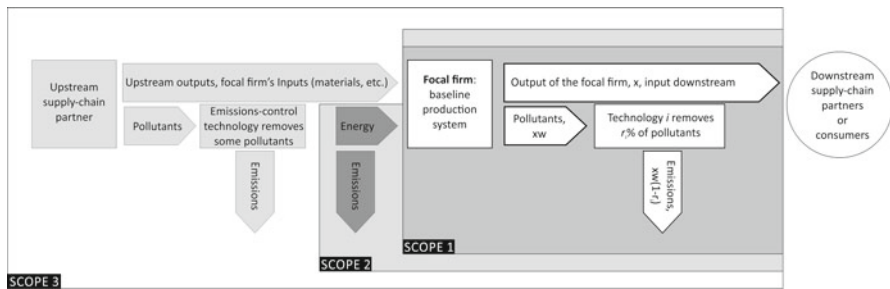 Upstream
supply-chain
partner
Upstream outputs, focal firm's Inputs (materials, etc.)
Pollutants
Emissions-control
technology removes
some pollutants
Emissions
Energy
Emissions
Focal firm:
baseline
production
system
Output of the focal firm, x, input downstream
Pollutants,
xw
Technology i removes
rᵢ% of pollutants
Emissions,
xw(1-rᵢ)
Downstream
supply-chain
partners
or
consumers
SCOPE 1
SCOPE 2
SCOPE 3